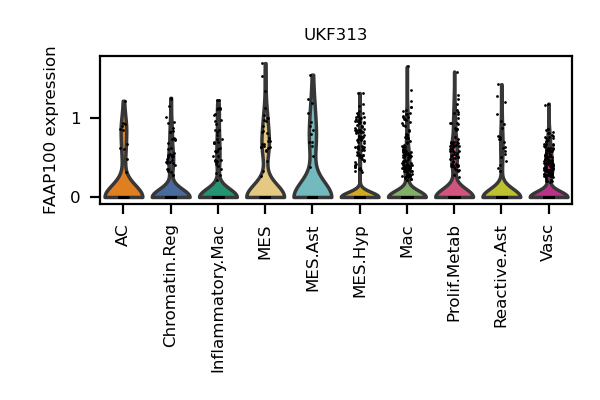 UKF313
FAAP100 expression
1
0
AC
Chromatin.Reg
Inflammatory.Mac
MES
MES.Ast
MES.Hyp
Mac
Prolif.Metab
Reactive.Ast
Vasc